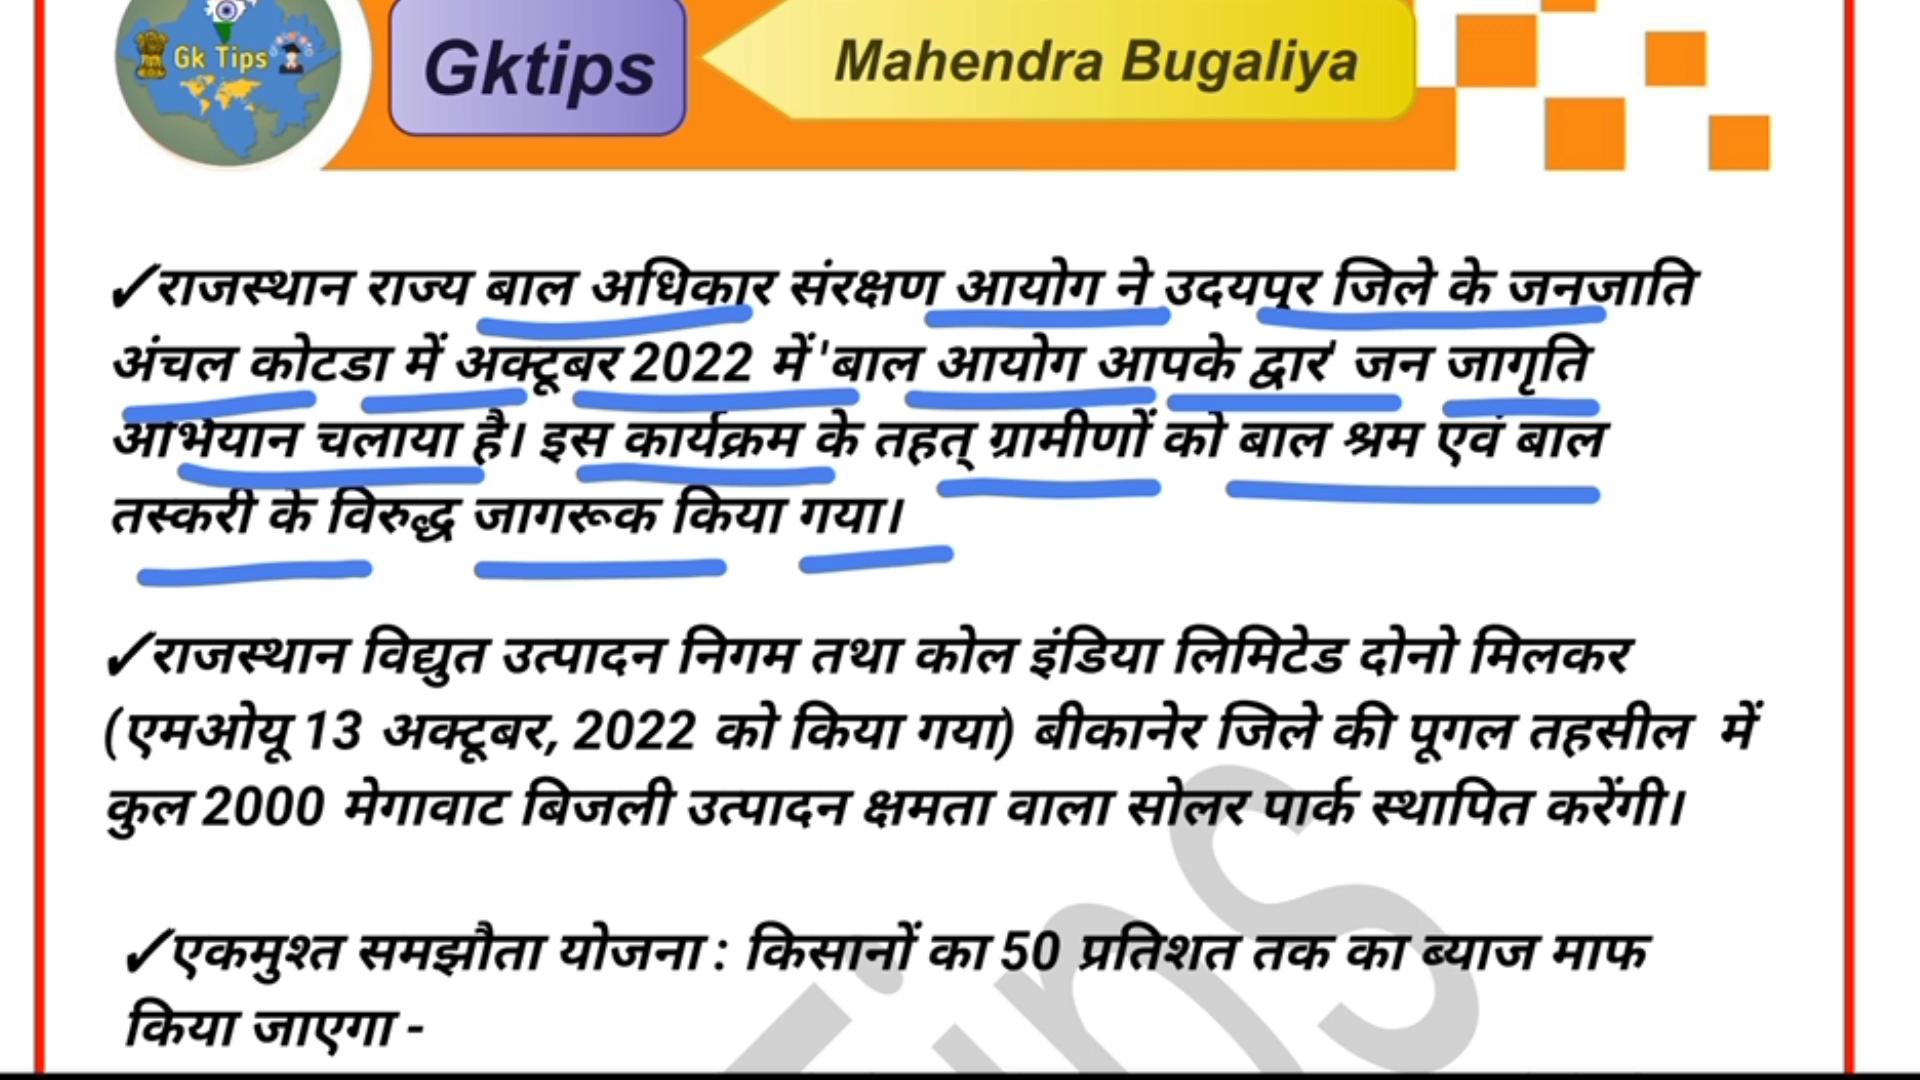 Gk Tips
Gktips
Mahendra Bugaliya
✓राजस्थान राज्य बाल अधिकार संरक्षण आयोग ने उदयपुर जिले के जनजाति
अंचल कोटडा में अक्टूबर 2022 में 'बाल आयोग आपके द्वार' जन जागृति
अभियान चलाया है। इस कार्यक्रम के तहत् ग्रामीणों को बाल श्रम एवं बाल
तस्करी के विरुद्ध जागरूक किया गया।
✓राजस्थान विद्युत उत्पादन निगम तथा कोल इंडिया लिमिटेड दोनो मिलकर
(एमओयू 13 अक्टूबर, 2022 को किया गया) बीकानेर जिले की पूगल तहसील में
कुल 2000 मेगावाट बिजली उत्पादन क्षमता वाला सोलर पार्क स्थापित करेंगी।
✓एकमुश्त समझौता योजना : किसानों का 50 प्रतिशत तक का ब्याज माफ
किया जाएगा -